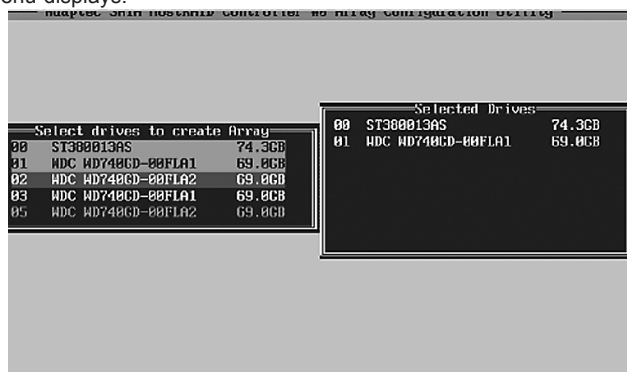 enu displays.
Adaptec SATA HostRAID Controller #0 Array Configuration Utility
Select drives to create Array
00 ST380013AS 74.3GB
01 WDC WD740GD-00FLA1 69.0GB
02 WDC WD740GD-00FLA2 69.0GB
03 WDC WD740GD-00FLA1 69.0GB
05 WDC WD740GD-00FLA2 69.0GB
Selected Drives
00 ST380013AS 74.3GB
01 WDC WD740GD-00FLA1 69.0GB